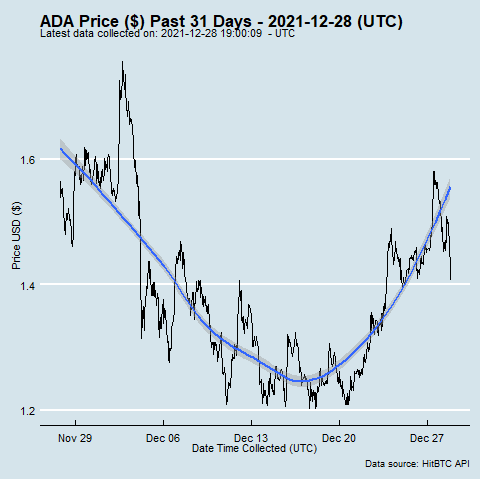 ADA Price ($) Past 31 Days - 2021-12-28 (UTC)
Latest data collected on: 2021-12-28 19:00:09 - UTC
Price USD ($)
1.6
1.4
1.2
Nov 29 Dec 06 Dec 13 Dec 20 Dec 27
Date Time Collected (UTC)
Data source: HitBTC API